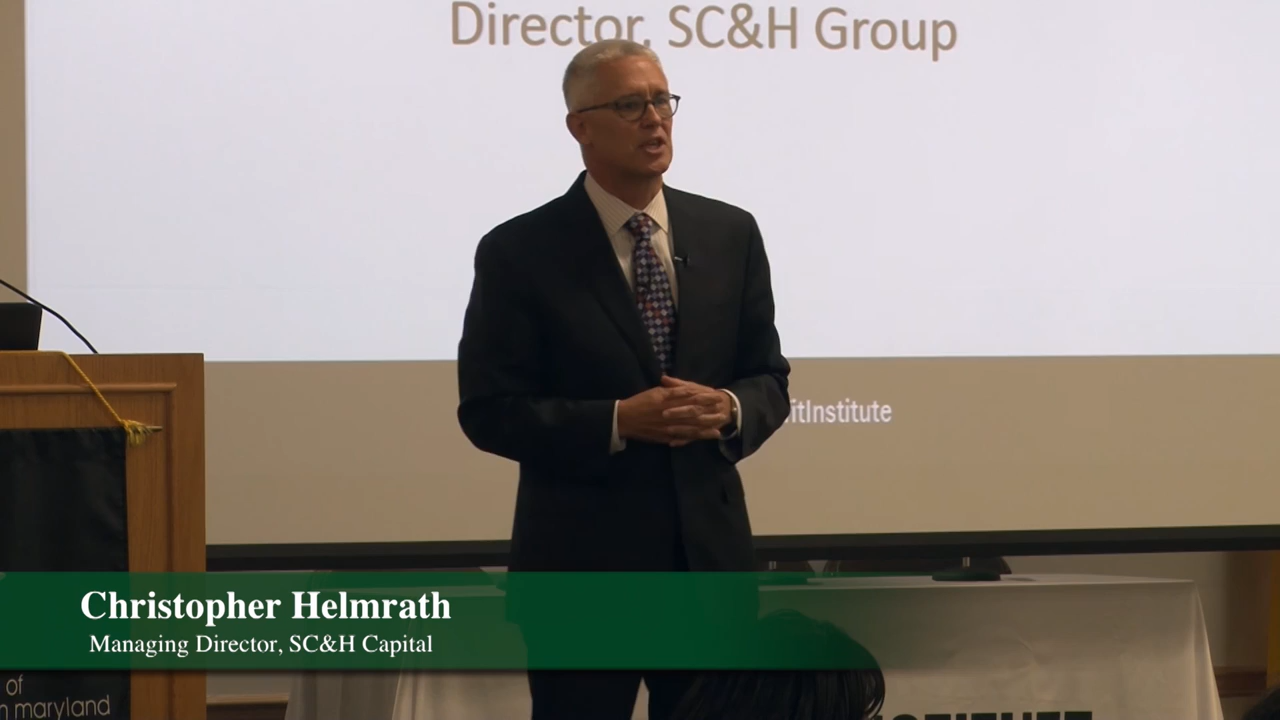 Director, SC&H Group
itInstitute
Christopher Helmrath
Managing Director, SC&H Capital
of
maryland